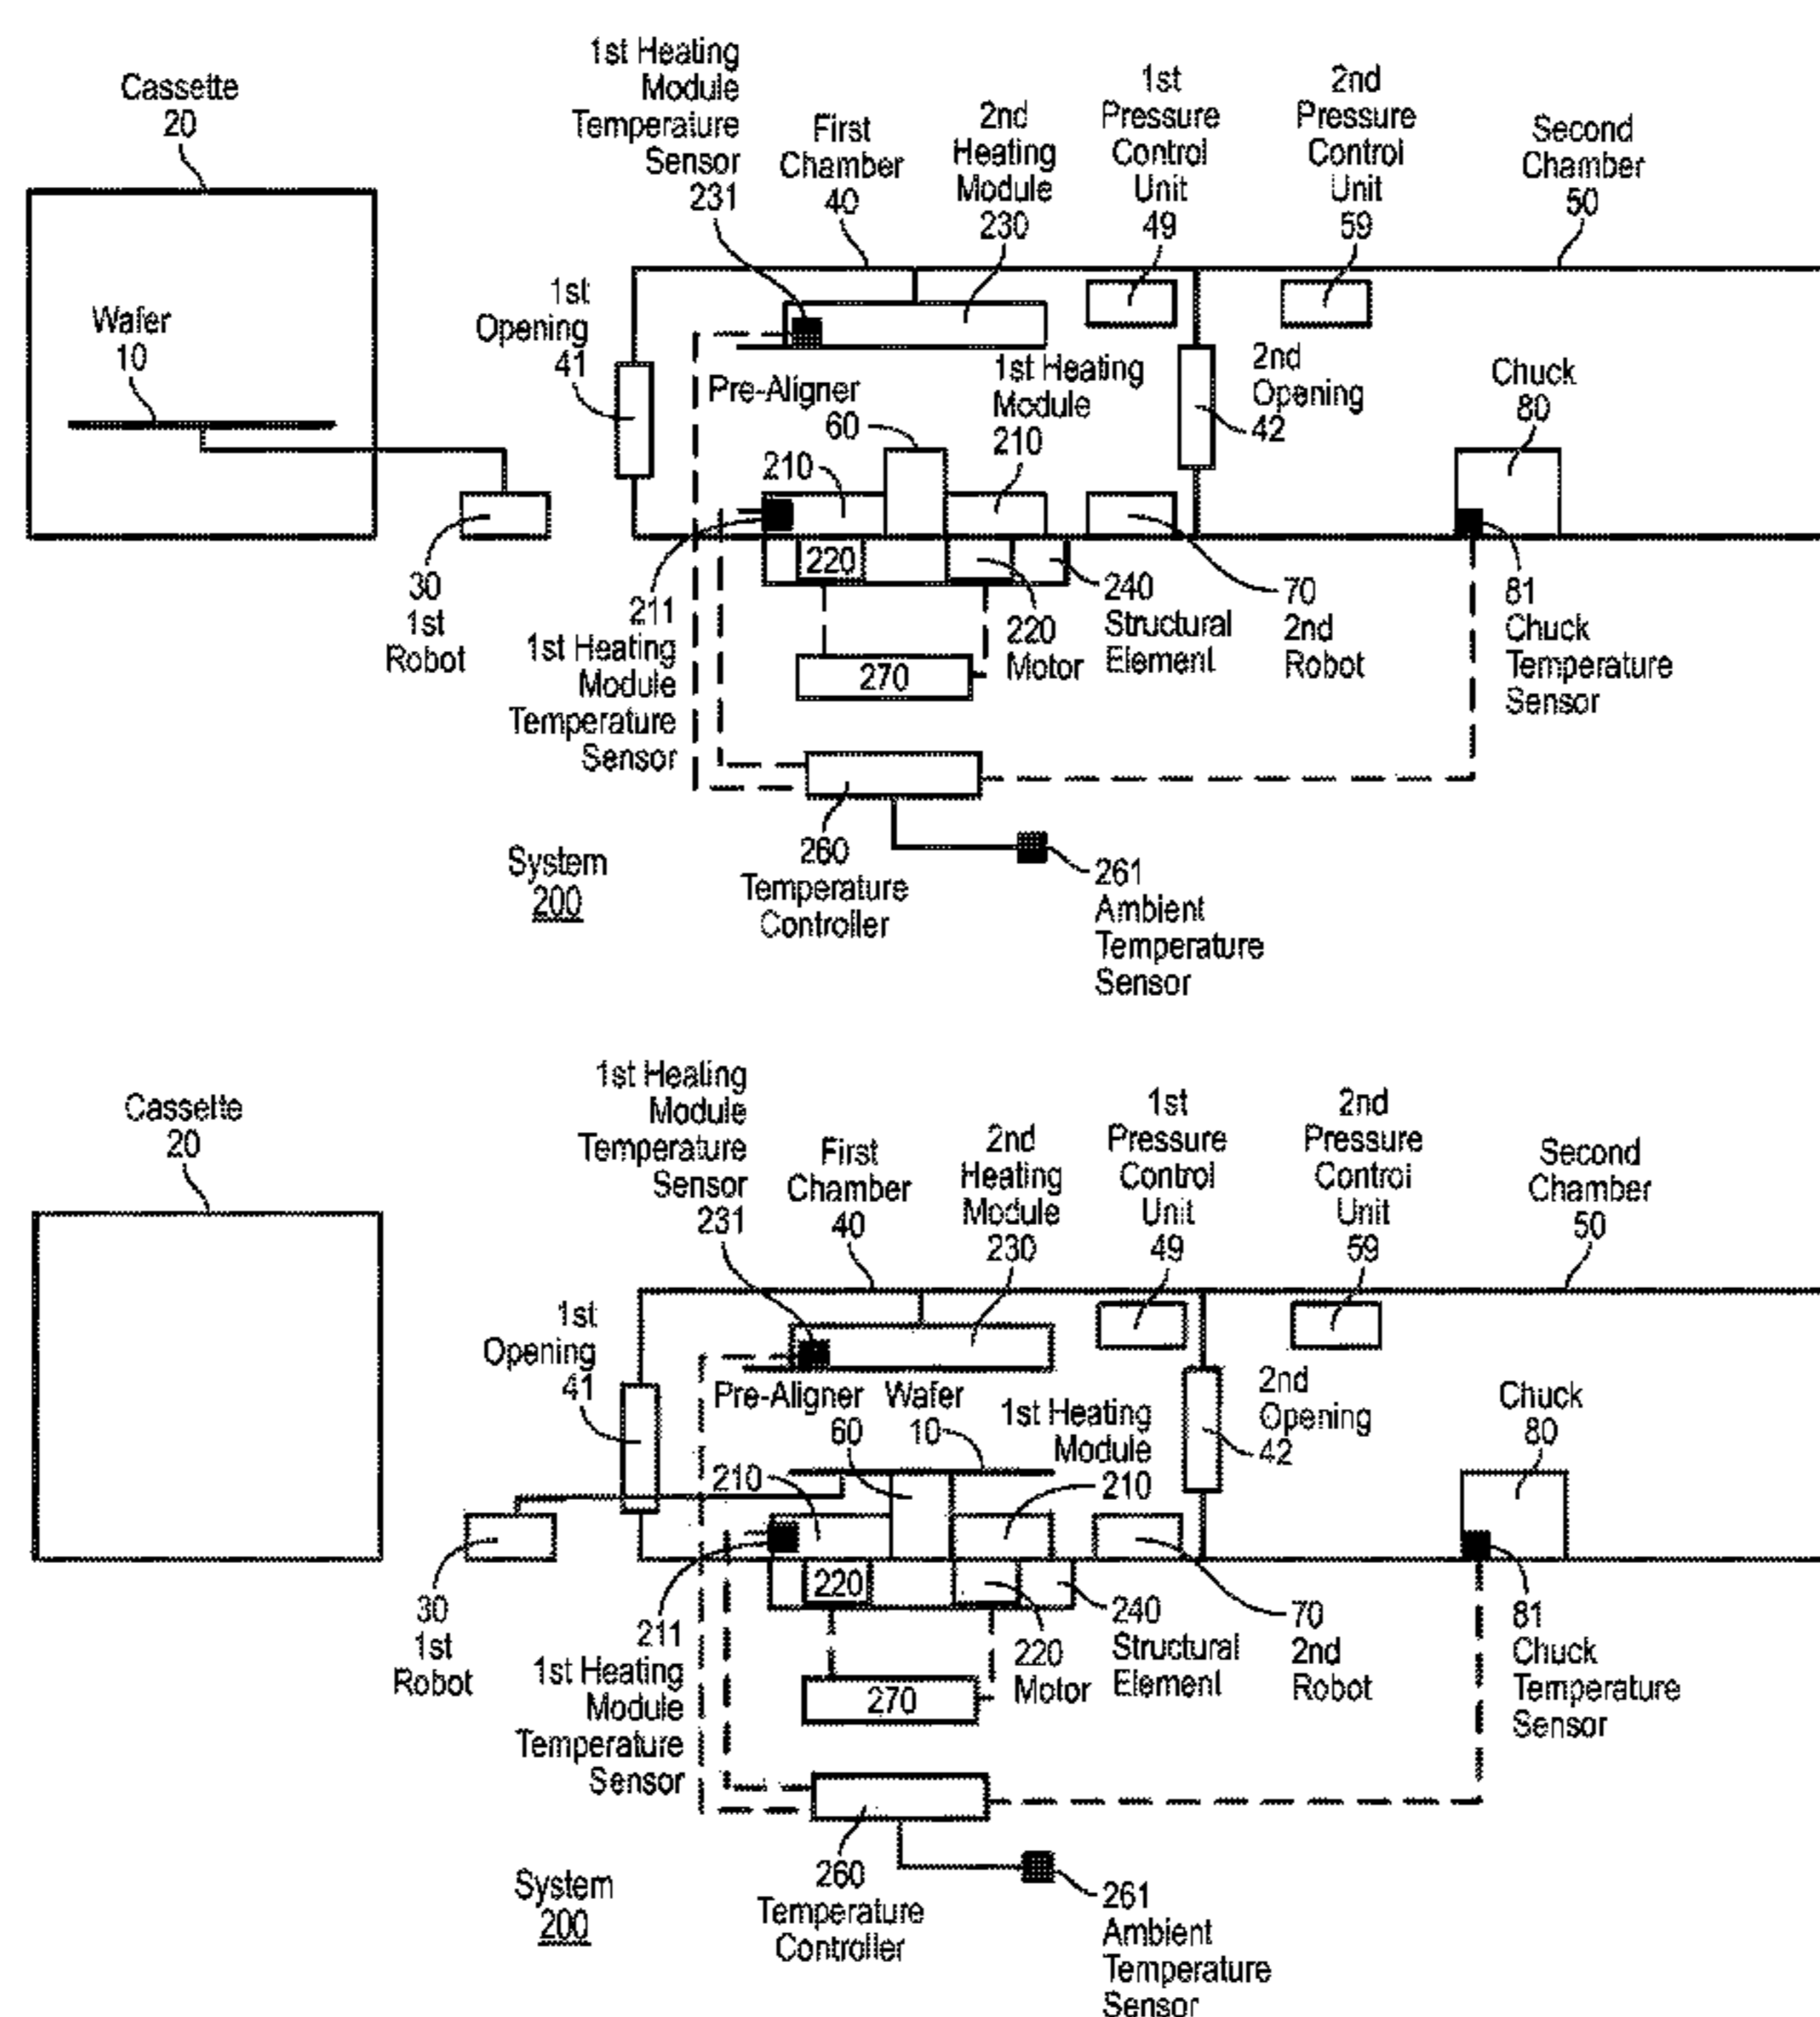 Cassette
20
1st Heating
Module
Temperature
Sensor
231
First
Chamber
40
2nd
Heating
Module
230
1st
Pressure
Control
Unit
49
2nd
Pressure
Control
Unit
59
Second
Chamber
50
Wafer
10
1st
Opening
41
Pre-Aligner
60
1st Heating
Module
210
2nd
Opening
42
Chuck
80
210
220
30
1st
Robot
211
1st Heating
Module
Temperature
Sensor
270
220
Motor
240
Structural
Element
70
2nd
Robot
81
Chuck
Temperature
Sensor
System
200
260
Temperature
Controller
261
Ambient
Temperature
Sensor
Cassette
20
1st Heating
Module
Temperature
Sensor
231
First
Chamber
40
2nd
Heating
Module
230
1st
Pressure
Control
Unit
49
2nd
Pressure
Control
Unit
59
Second
Chamber
50
1st
Opening
41
Pre-Aligner
60
Wafer
10
1st Heating
Module
210
2nd
Opening
42
Chuck
80
210
220
30
1st
Robot
211
1st Heating
Module
Temperature
Sensor
270
220
Motor
240
Structural
Element
70
2nd
Robot
81
Chuck
Temperature
Sensor
System
200
260
Temperature
Controller
261
Ambient
Temperature
Sensor